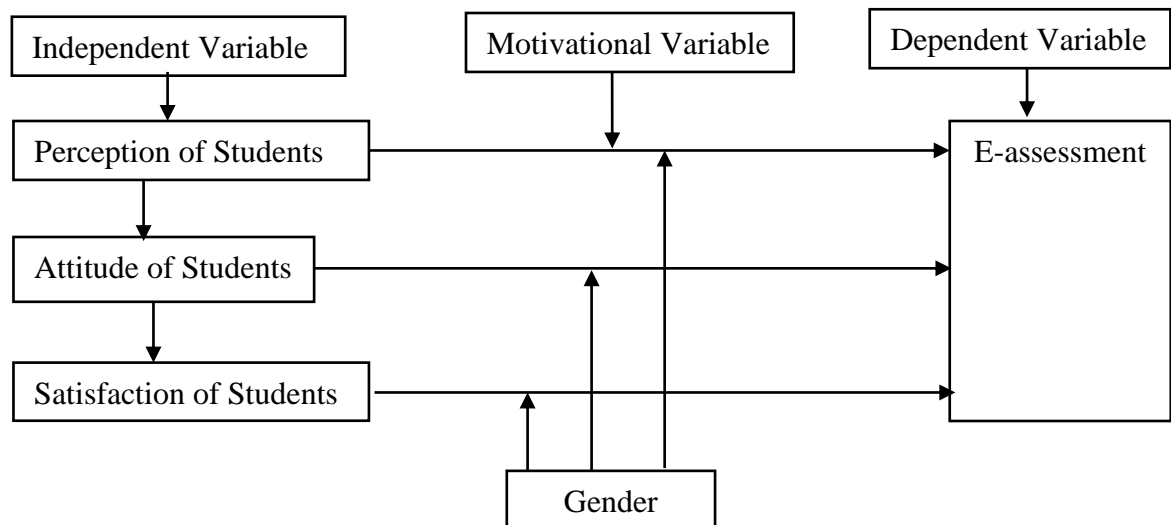 Independent Variable
Motivational Variable
Dependent Variable
Perception of Students
E-assessment
Attitude of Students
Satisfaction of Students
Gender